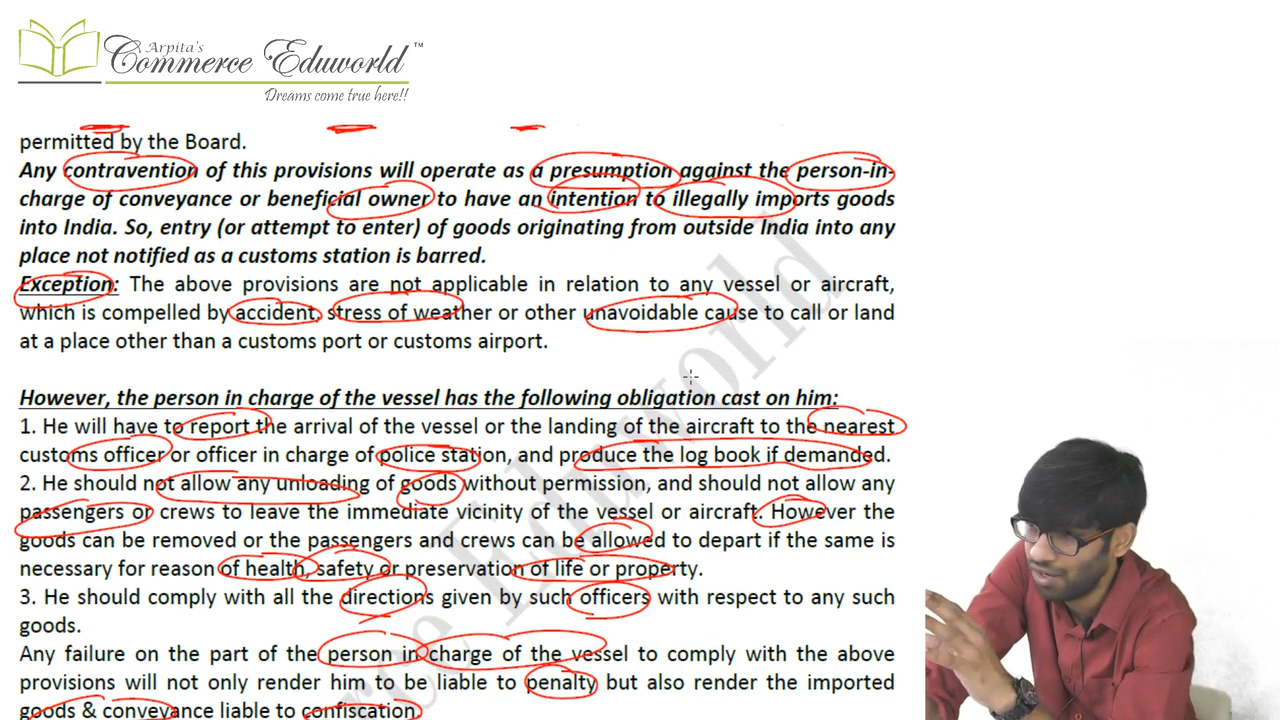 Arpita's
Commerce Eduworld™
Dreams come true here!!
permitted by the Board.
Any contravention of this provisions will operate as a presumption against the person-in-
charge of conveyance or beneficial owner to have an intention to illegally imports goods
into India. So, entry (or attempt to enter) of goods originating from outside India into any
place not notified as a customs station is barred.
Exception: The above provisions are not applicable in relation to any vessel or aircraft,
which is compelled by accident, stress of weather or other unavoidable cause to call or land
at a place other than a customs port or customs airport.
However, the person in charge of the vessel has the following obligation cast on him:
1. He will have to report the arrival of the vessel or the landing of the aircraft to the nearest
customs officer or officer in charge of police station, and produce the log book if demanded.
2. He should not allow any unloading of goods without permission, and should not allow any
passengers or crews to leave the immediate vicinity of the vessel or aircraft. However the
goods can be removed or the passengers and crews can be allowed to depart if the same is
necessary for reason of health, safety or preservation of life or property.
3. He should comply with all the directions given by such officers with respect to any such
goods.
Any failure on the part of the person in charge of the vessel to comply with the above
provisions will not only render him to be liable to penalty but also render the imported
goods & conveyance liable to confiscation.
rce Eduworld